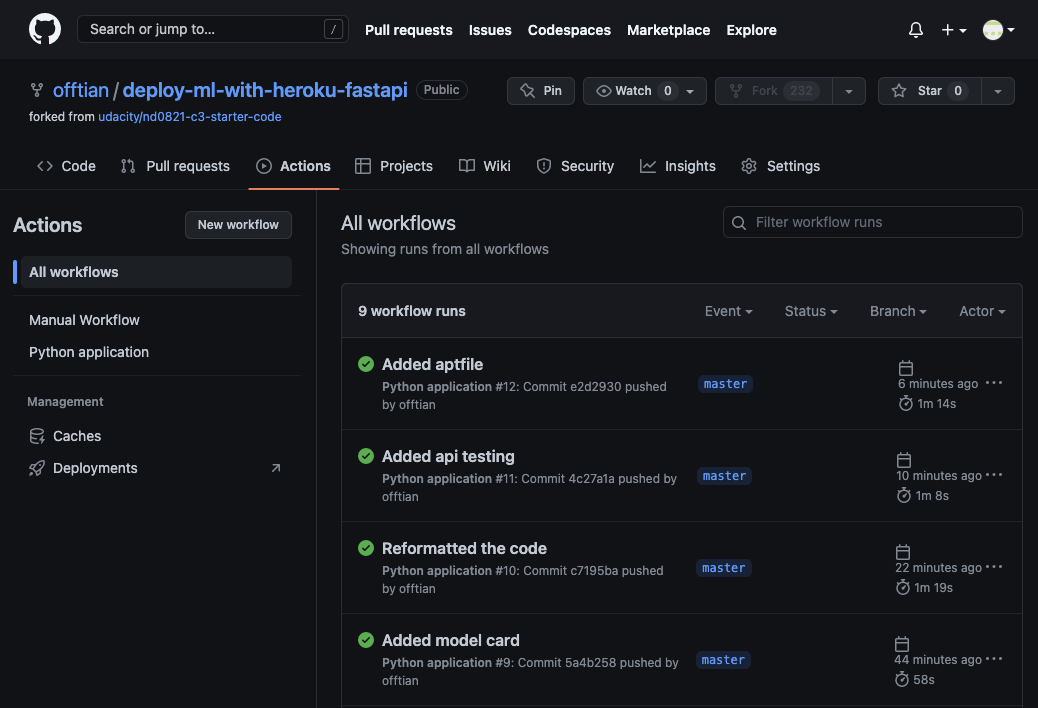 Search or jump to... /
Pull requests Issues Codespaces Marketplace Explore
offtian / deploy-ml-with-heroku-fastapi Public
Pin Watch 0 Fork 232 Star 0
forked from udacity/nd0821-c3-starter-code
Code Pull requests Actions Projects Wiki Security Insights Settings
Actions
New workflow
All workflows
Manual Workflow
Python application
Management
Caches
Deployments
All workflows
Showing runs from all workflows
Filter workflow runs
9 workflow runs Event Status Branch Actor
Added aptfile
Python application #12: Commit e2d2930 pushed
by offtian
master
6 minutes ago ...
1m 14s
Added api testing
Python application #11: Commit 4c27a1a pushed by
offtian
master
10 minutes ago ...
1m 8s
Reformatted the code
Python application #10: Commit c7195ba pushed
by offtian
master
22 minutes ago ...
1m 19s
Added model card
Python application #9: Commit 5a4b258 pushed by
offtian
master
44 minutes ago ...
58s